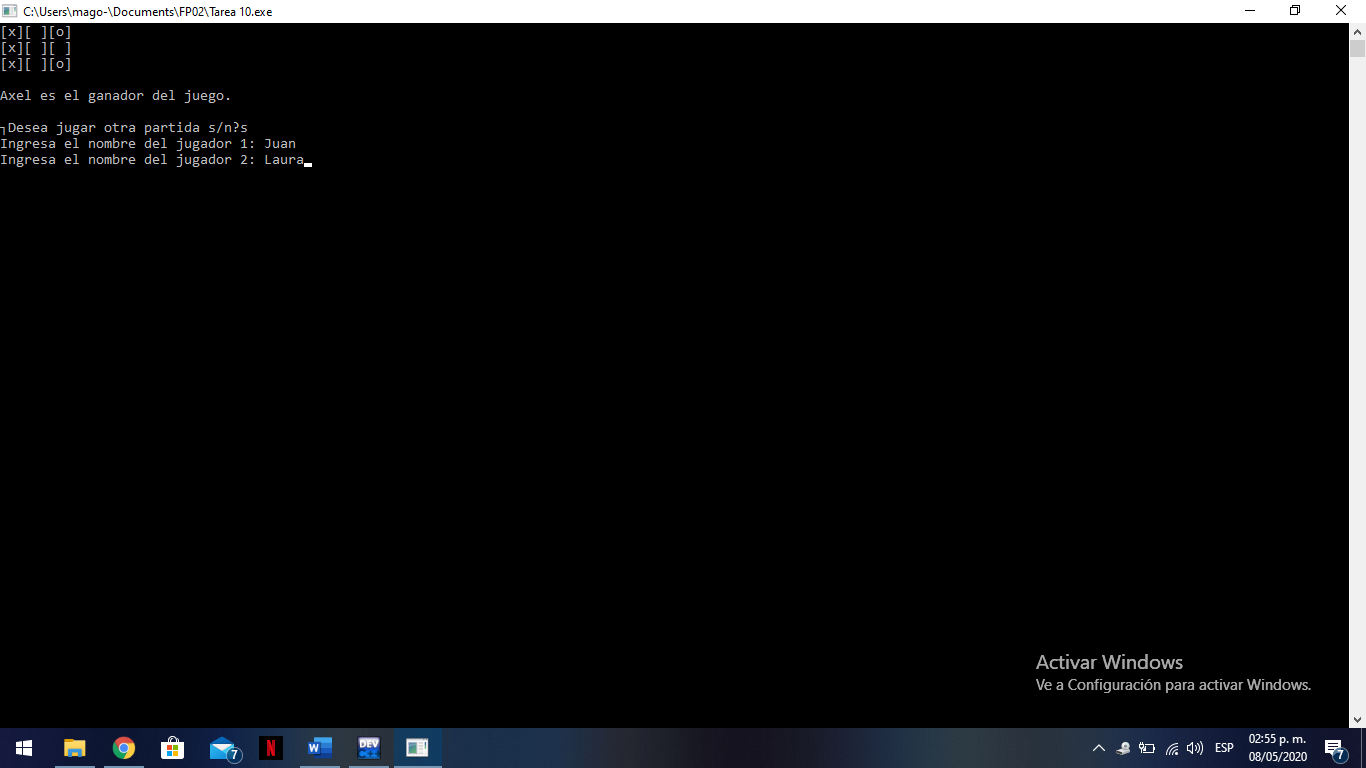 C:\Users\mago-\Documents\FP02\Tarea 10.exe
[x][ ][o]
[x][ ][ ]
[x][ ][o]
Axel es el ganador del juego.
┐Desea jugar otra partida s/n?s
Ingresa el nombre del jugador 1: Juan
Ingresa el nombre del jugador 2: Laura
Activar Windows
Ve a Configuración para activar Windows.
7
N
W
DEV
C++
ESP
02:55 p. m.
08/05/2020
7